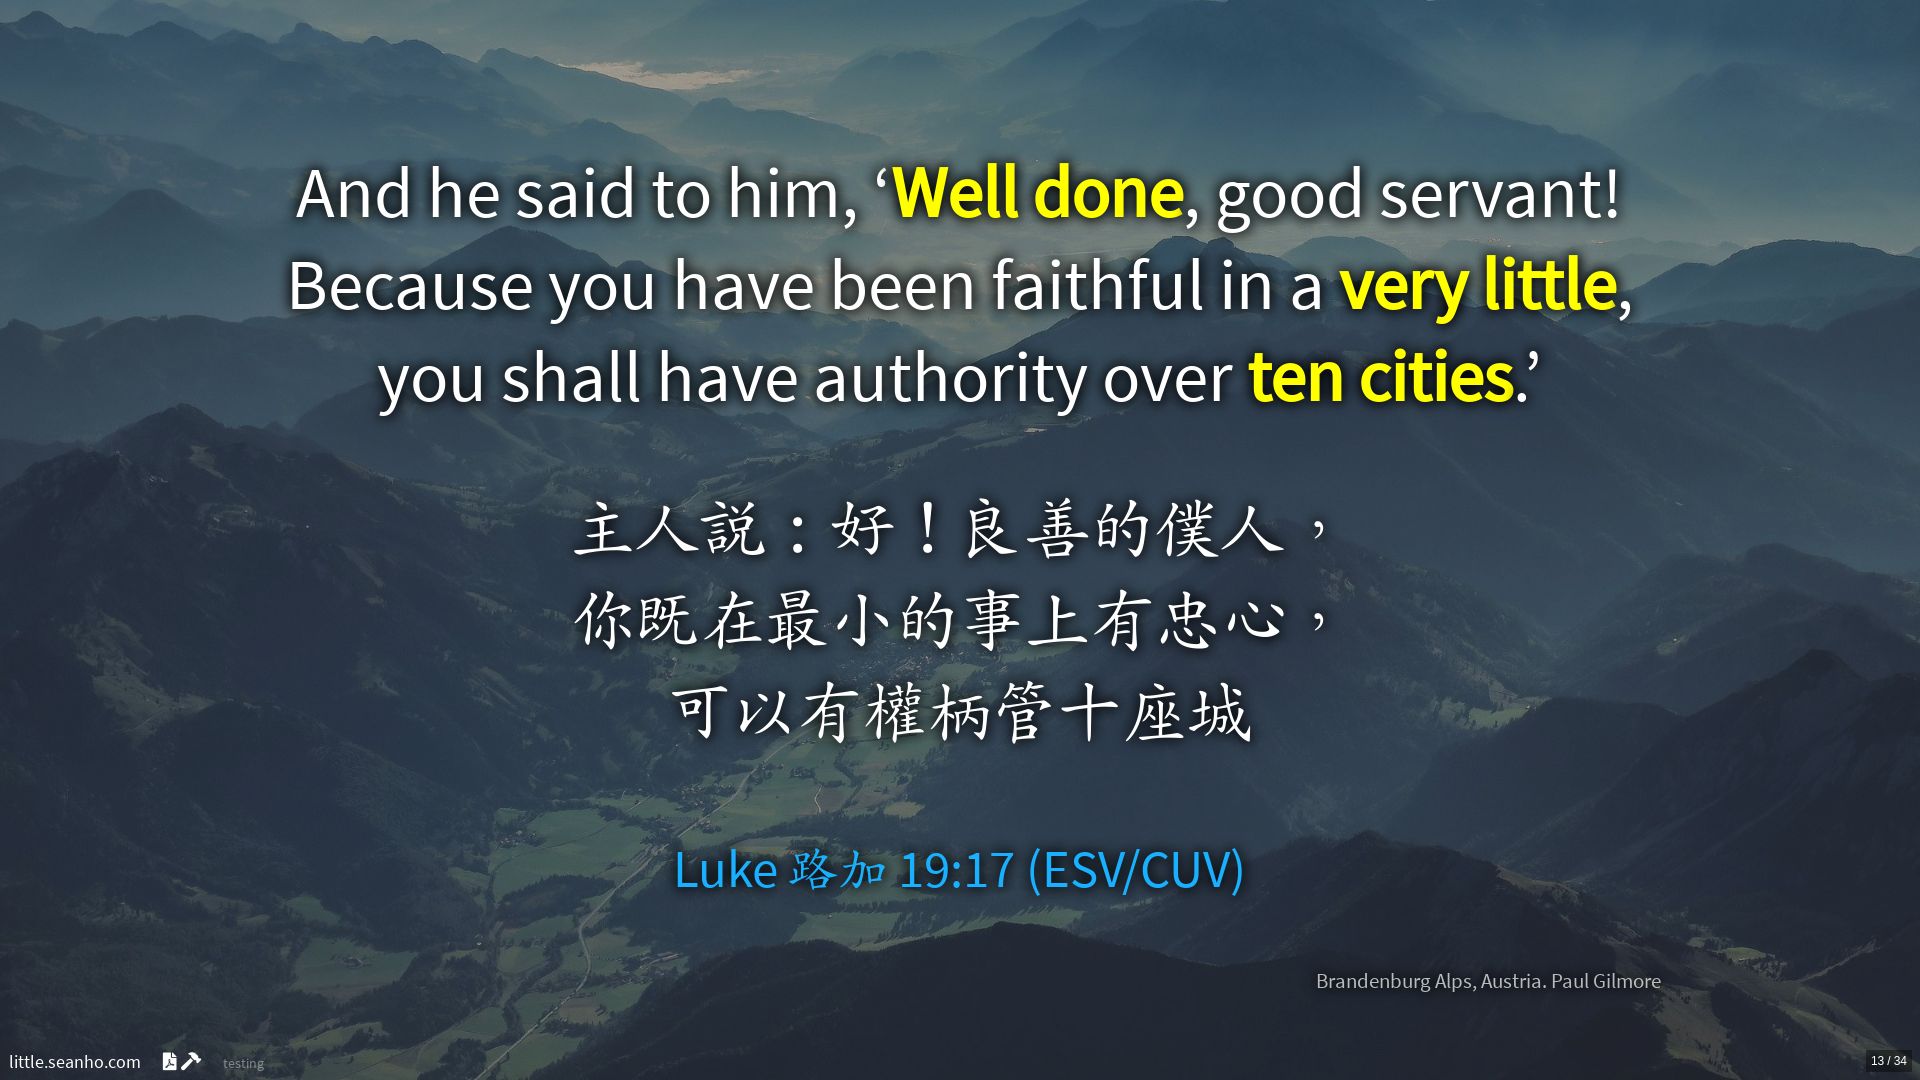 And he said to him, ‘Well done, good servant!
Because you have been faithful in a very little,
you shall have authority over ten cities.’
主人説：好！良善的僕人，
你既在最小的事上有忠心，
可以有權柄管十座城
Luke 路加 19:17 (ESV/CUV)
Brandenburg Alps, Austria. Paul Gilmore
little.seanho.com testing
13 / 34